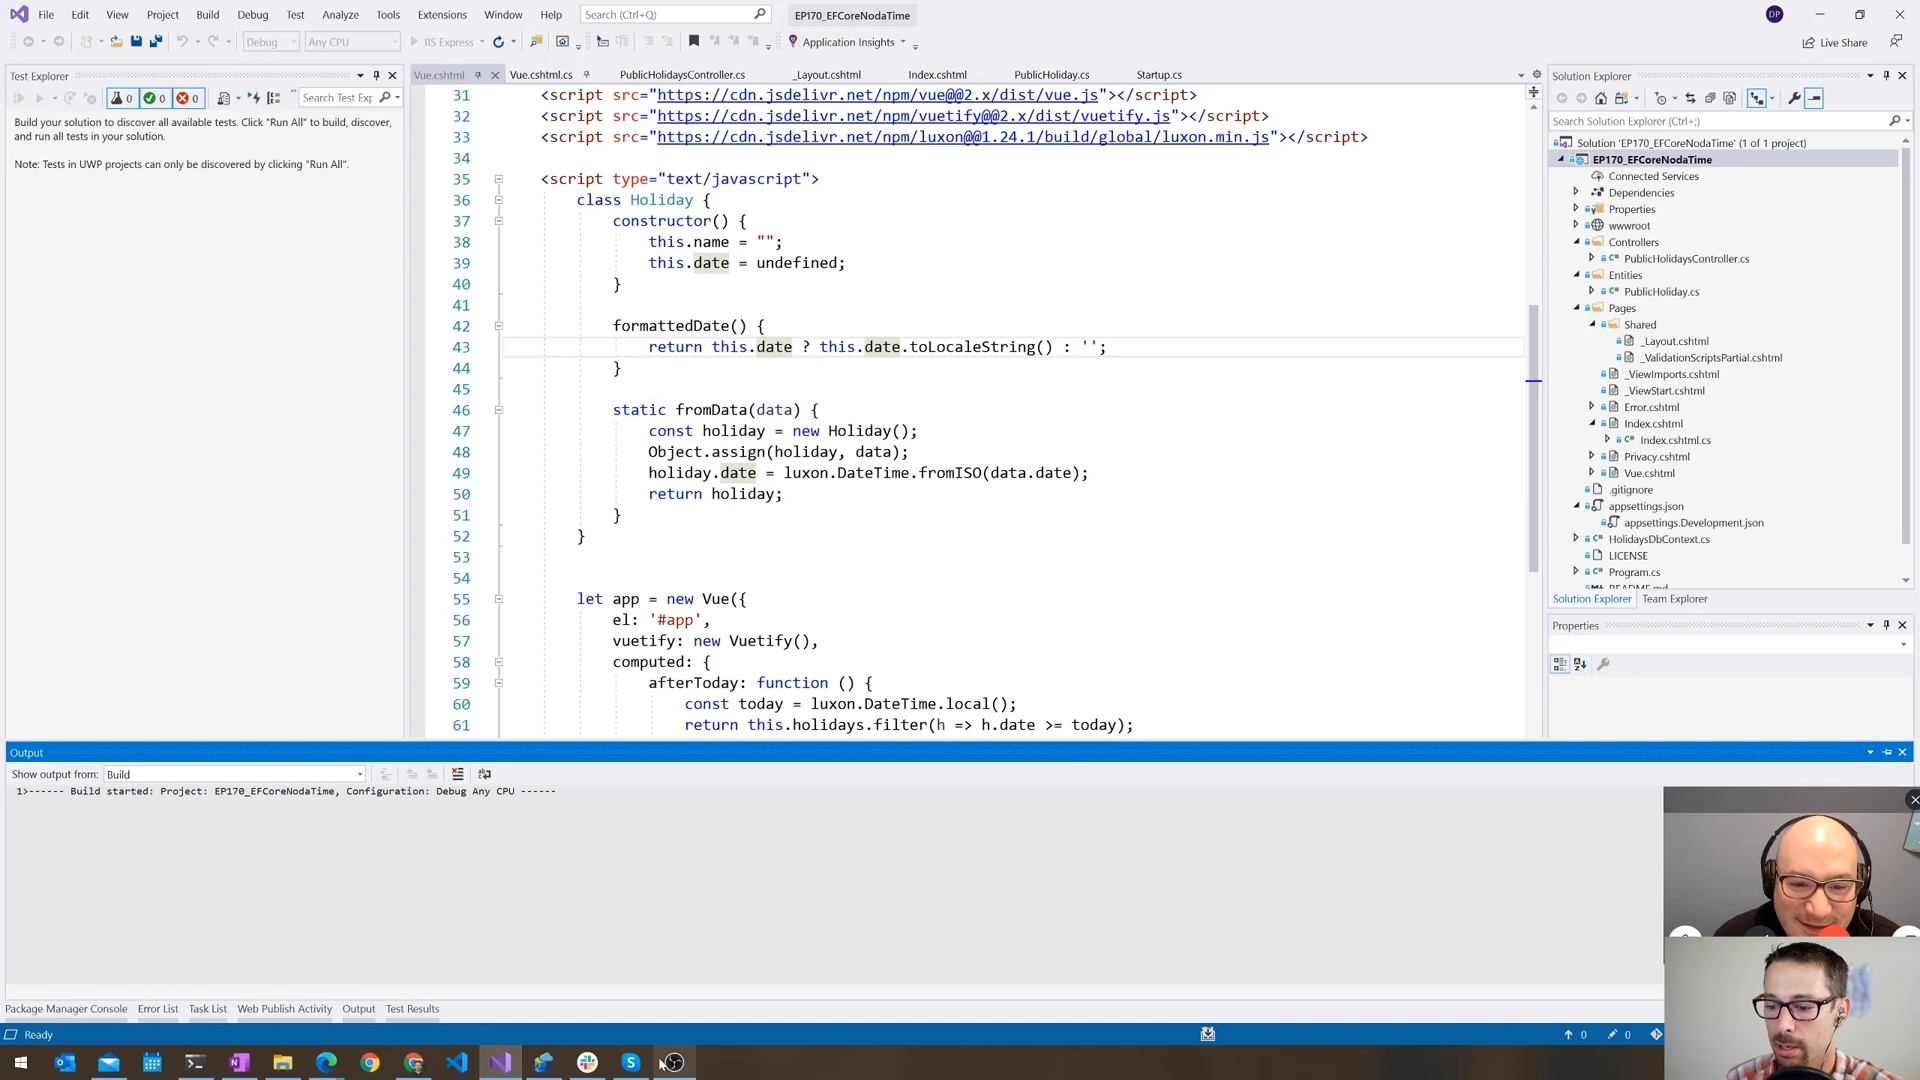 File Edit View Project Build Debug Test Analyze Tools Extensions Window Help Search (Ctrl+Q) EP170_EFCoreNodaTime DP
Debug Any CPU IIS Express Application Insights Live Share
Test Explorer
0 0 0 Search Test Exp
Build your solution to discover all available tests. Click "Run All" to build, discover,
and run all tests in your solution.
Note: Tests in UWP projects can only be discovered by clicking "Run All".
Vue.cshtml Vue.cshtml.cs PublicHolidaysController.cs _Layout.cshtml Index.cshtml PublicHoliday.cs Startup.cs
31 <script src="https://cdn.jsdelivr.net/npm/vue@@2.x/dist/vue.js"></script>
32 <script src="https://cdn.jsdelivr.net/npm/vuetify@@2.x/dist/vuetify.js"></script>
33 <script src="https://cdn.jsdelivr.net/npm/luxon@@1.24.1/build/global/luxon.min.js"></script>
34
35 <script type="text/javascript">
36 class Holiday {
37 constructor() {
38 this.name = "";
39 this.date = undefined;
40 }
41
42 formattedDate() {
43 return this.date ? this.date.toLocaleString() : '';
44 }
45
46 static fromData(data) {
47 const holiday = new Holiday();
48 Object.assign(holiday, data);
49 holiday.date = luxon.DateTime.fromISO(data.date);
50 return holiday;
51 }
52 }
53
54
55 let app = new Vue({
56 el: '#app',
57 vuetify: new Vuetify(),
58 computed: {
59 afterToday: function () {
60 const today = luxon.DateTime.local();
61 return this.holidays.filter(h => h.date >= today);
Solution Explorer
Search Solution Explorer (Ctrl+;)
Solution 'EP170_EFCoreNodaTime' (1 of 1 project)
EP170_EFCoreNodaTime
Connected Services
Dependencies
Properties
wwwroot
Controllers
PublicHolidaysController.cs
Entities
PublicHoliday.cs
Pages
Shared
_Layout.cshtml
_ValidationScriptsPartial.cshtml
_ViewImports.cshtml
_ViewStart.cshtml
Error.cshtml
Index.cshtml
Index.cshtml.cs
Privacy.cshtml
Vue.cshtml
.gitignore
appsettings.json
appsettings.Development.json
HolidaysDbContext.cs
LICENSE
Program.cs
README.md
Solution Explorer Team Explorer
Properties
Output
Show output from: Build
1>------ Build started: Project: EP170_EFCoreNodaTime, Configuration: Debug Any CPU ------
Package Manager Console Error List Task List Web Publish Activity Output Test Results
Ready 0 0